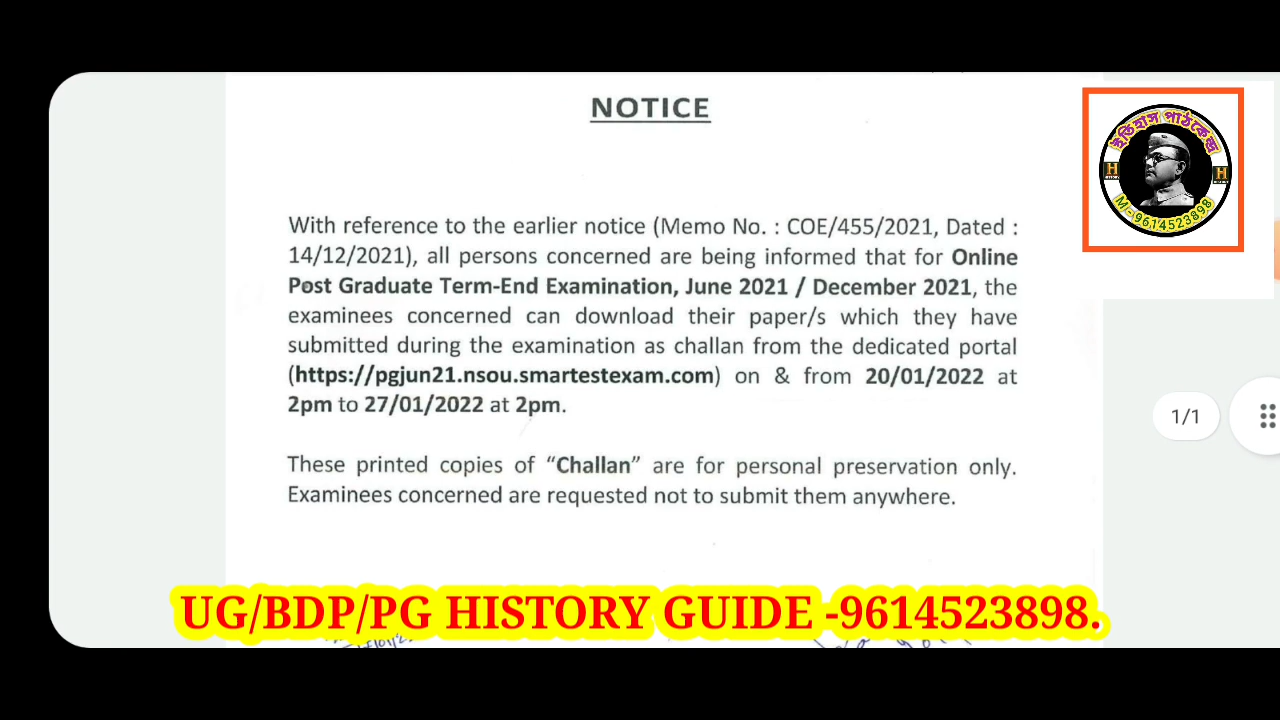 NOTICE
With reference to the earlier notice (Memo No. : COE/455/2021, Dated :
14/12/2021), all persons concerned are being informed that for Online
Post Graduate Term-End Examination, June 2021 / December 2021, the
examinees concerned can download their paper/s which they have
submitted during the examination as challan from the dedicated portal
(https://pgjun21.nsou.smartestexam.com) on & from 20/01/2022 at
2pm to 27/01/2022 at 2pm.
These printed copies of “Challan” are for personal preservation only.
Examinees concerned are requested not to submit them anywhere.
ইতিহাস পাঠকেন্দ্র
H
HISTORY
H
HISTORY
M-9614523898
1/1
UG/BDP/PG HISTORY GUIDE -9614523898.